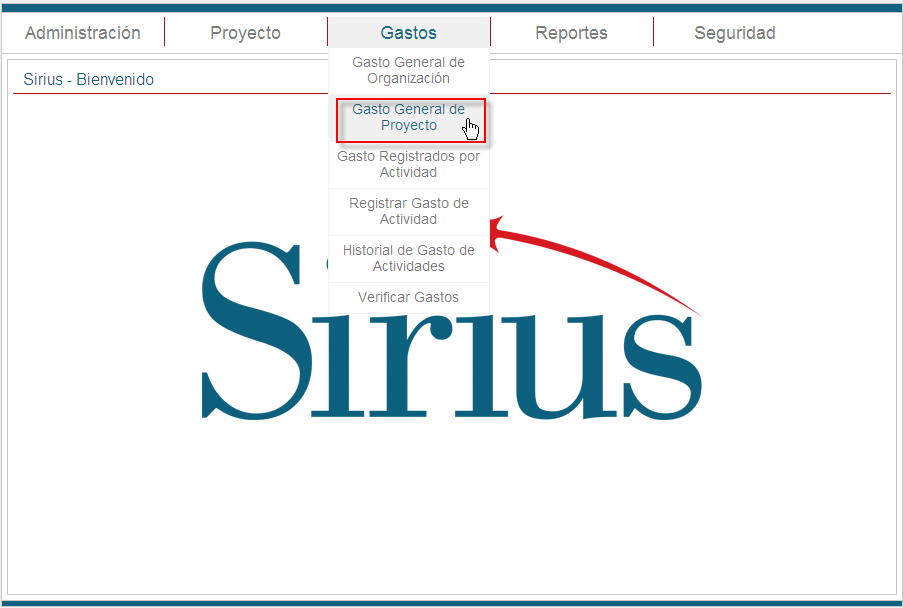 Administración Proyecto Gastos Reportes Seguridad
Sirius - Bienvenido
Gasto General de
Organización
Gasto General de
Proyecto
Gasto Registrados por
Actividad
Registrar Gasto de
Actividad
Historial de Gasto de
Actividades
Verificar Gastos
Sirius